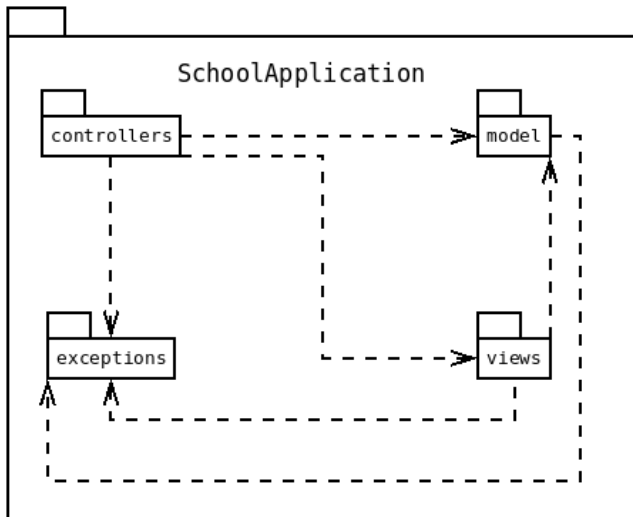 SchoolApplication
controllers
model
exceptions
views